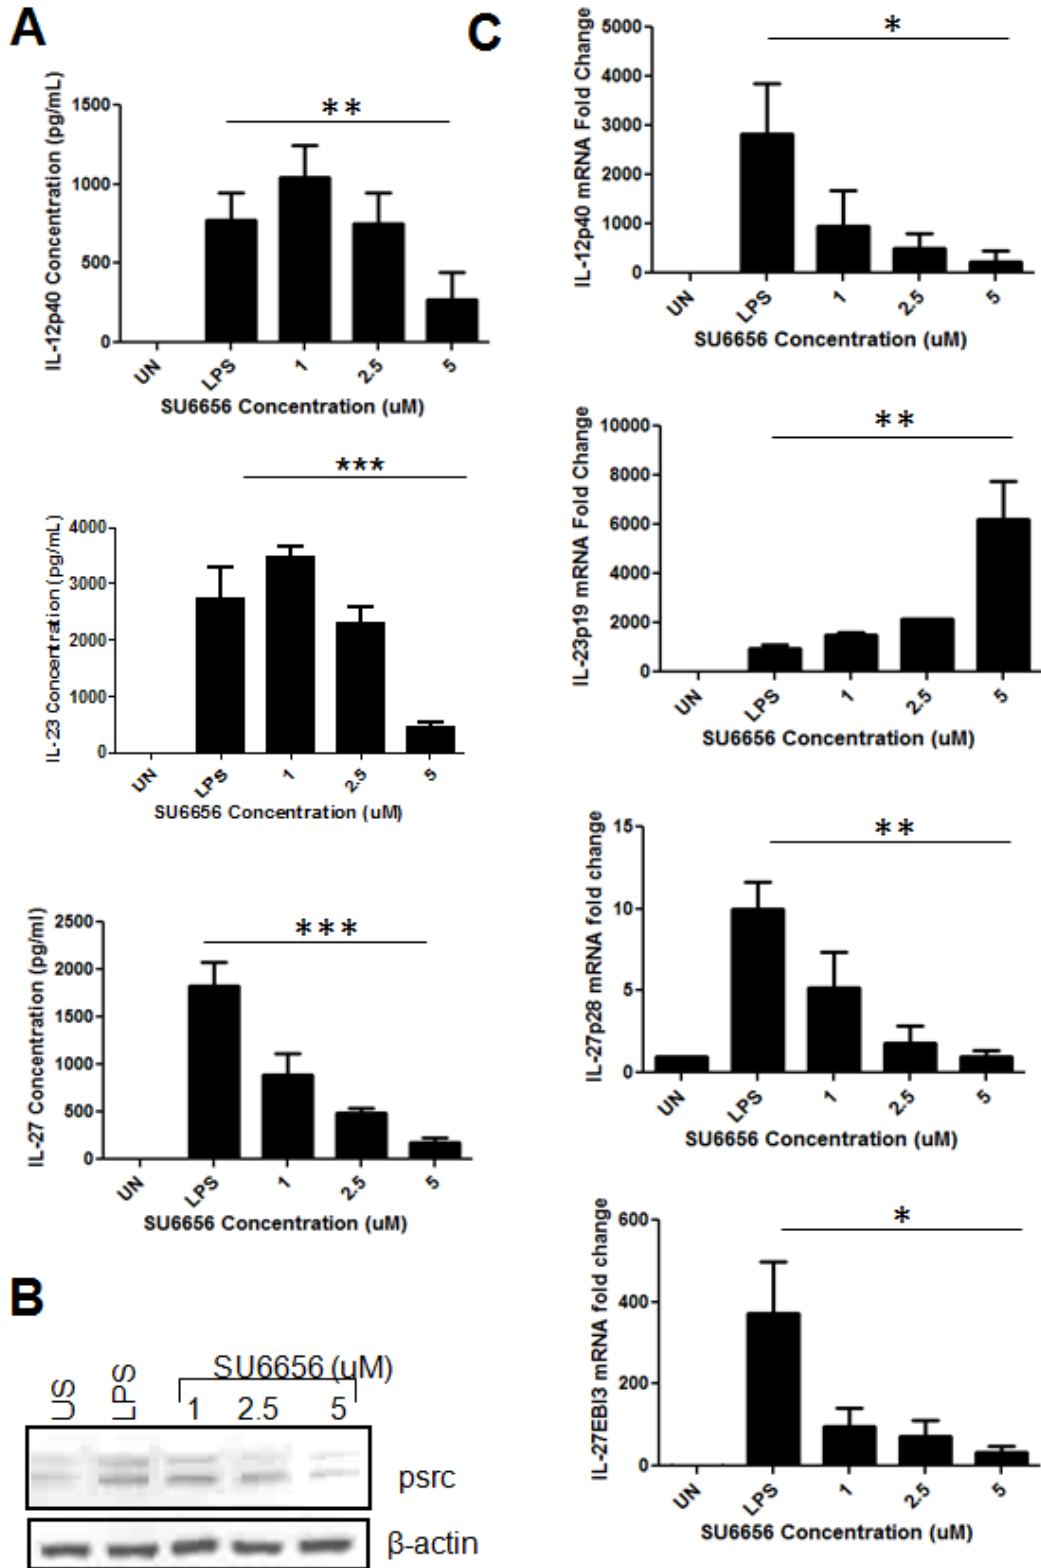 A
IL-12p40 Concentration (pg/mL)
1500
1000
500
0
**
UN
LPS
1
2.5
5
SU6656 Concentration (uM)
IL-23 Concentration (pg/mL)
4000
3000
2000
1000
0
***
UN
LPS
1
2.5
5
SU6656 Concentration (uM)
IL-27 Concentration (pg/ml)
2500
2000
1500
1000
500
0
***
UN
LPS
1
2.5
5
SU6656 Concentration (uM)
B
SU6656 (uM)
US
LPS
1
2.5
5
psrc
β-actin
C
IL-12p40 mRNA Fold Change
5000
4000
3000
2000
1000
0
*
UN
LPS
1
2.5
5
SU6656 Concentration (uM)
IL-23p19 mRNA Fold Change
10000
8000
6000
4000
2000
0
**
UN
LPS
1
2.5
5
SU6656 Concentration (uM)
IL-27p28 mRNA fold change
15
10
5
0
**
UN
LPS
1
2.5
5
SU6656 Concentration (uM)
IL-27EBI3 mRNA fold change
600
400
200
0
*
UN
LPS
1
2.5
5
SU6656 Concentration (uM)